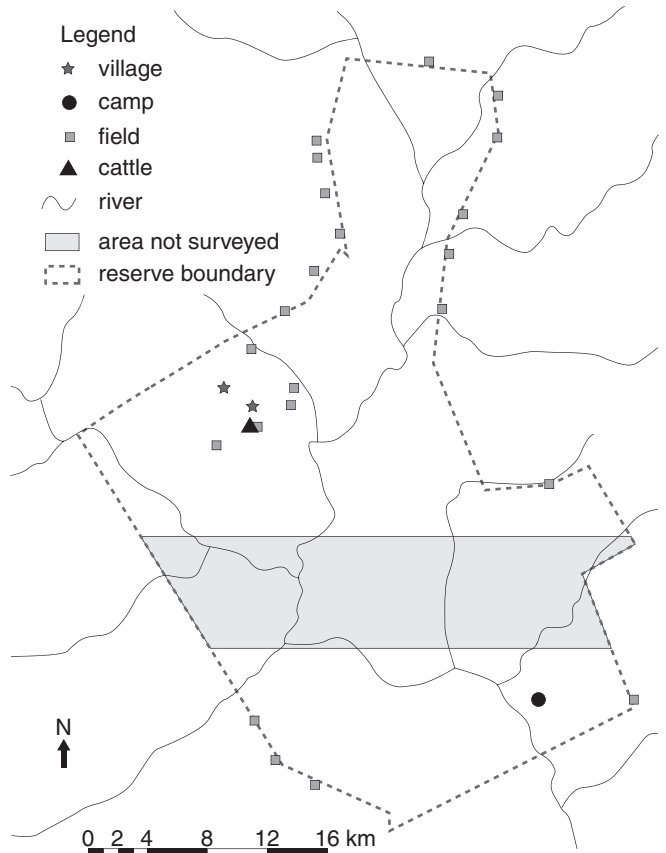 Legend
village
camp
field
cattle
river
area not surveyed
reserve boundary
N
0 2 4 8 12 16 km